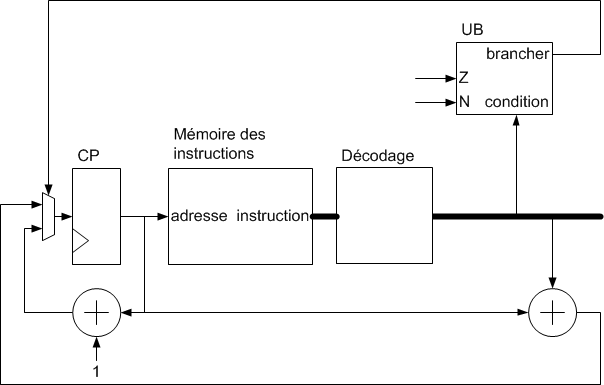 UB
brancher
Z
N condition
Mémoire des
instructions
CP
Décodage
adresse instruction
1